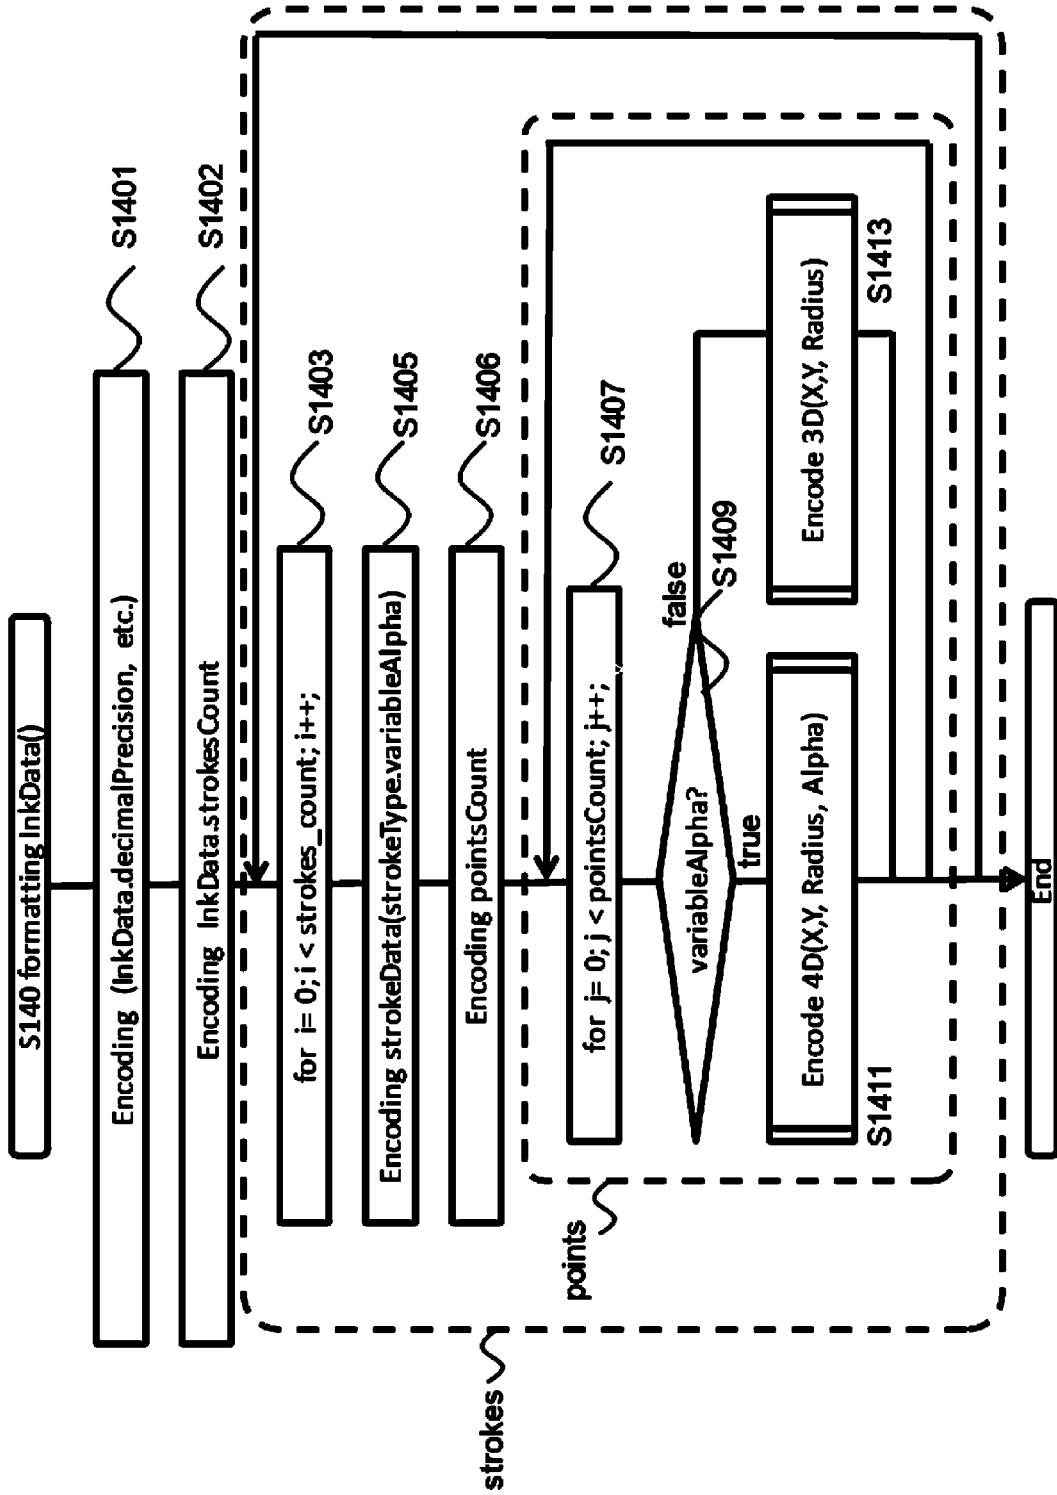 S140 formatting InkData()
Encoding (InkData.decimalPrecision, etc.)
S1401
Encoding InkData.strokesCount
S1402
strokes
for i= 0; i < strokes_count; i++;
S1403
Encoding strokeData(strokeType.variableAlpha)
S1405
Encoding pointsCount
S1406
points
for j= 0; j < pointsCount; j++;
S1407
variableAlpha?
false
S1409
true
Encode 4D(X,Y, Radius, Alpha)
S1411
Encode 3D(X,Y, Radius)
S1413
End